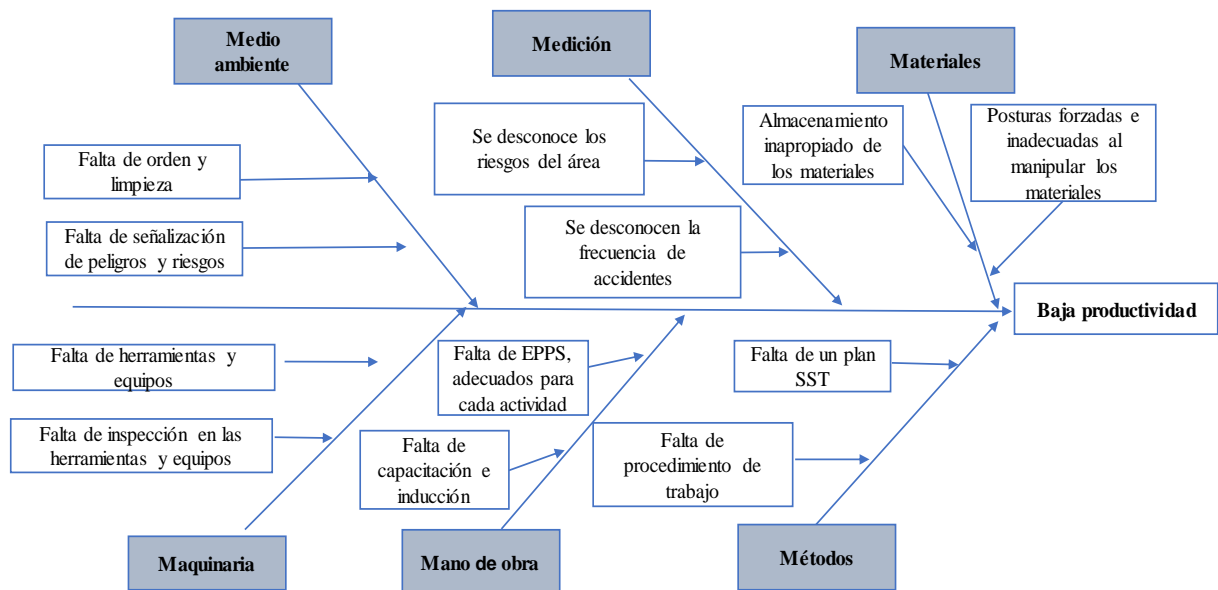 Medio
ambiente
Medición
Materiales
Falta de orden y
limpieza
Se desconoce los
riesgos del área
Almacenamiento
inapropiado de
los materiales
Posturas forzadas e
inadecuadas al
manipular los
materiales
Falta de señalización
de peligros y riesgos
Se desconocen la
frecuencia de
accidentes
Baja productividad
Falta de herramientas y
equipos
Falta de EPPS,
adecuados para
cada actividad
Falta de un plan
SST
Falta de inspección en las
herramientas y equipos
Falta de
capacitación e
inducción
Falta de
procedimiento de
trabajo
Maquinaria
Mano de obra
Métodos